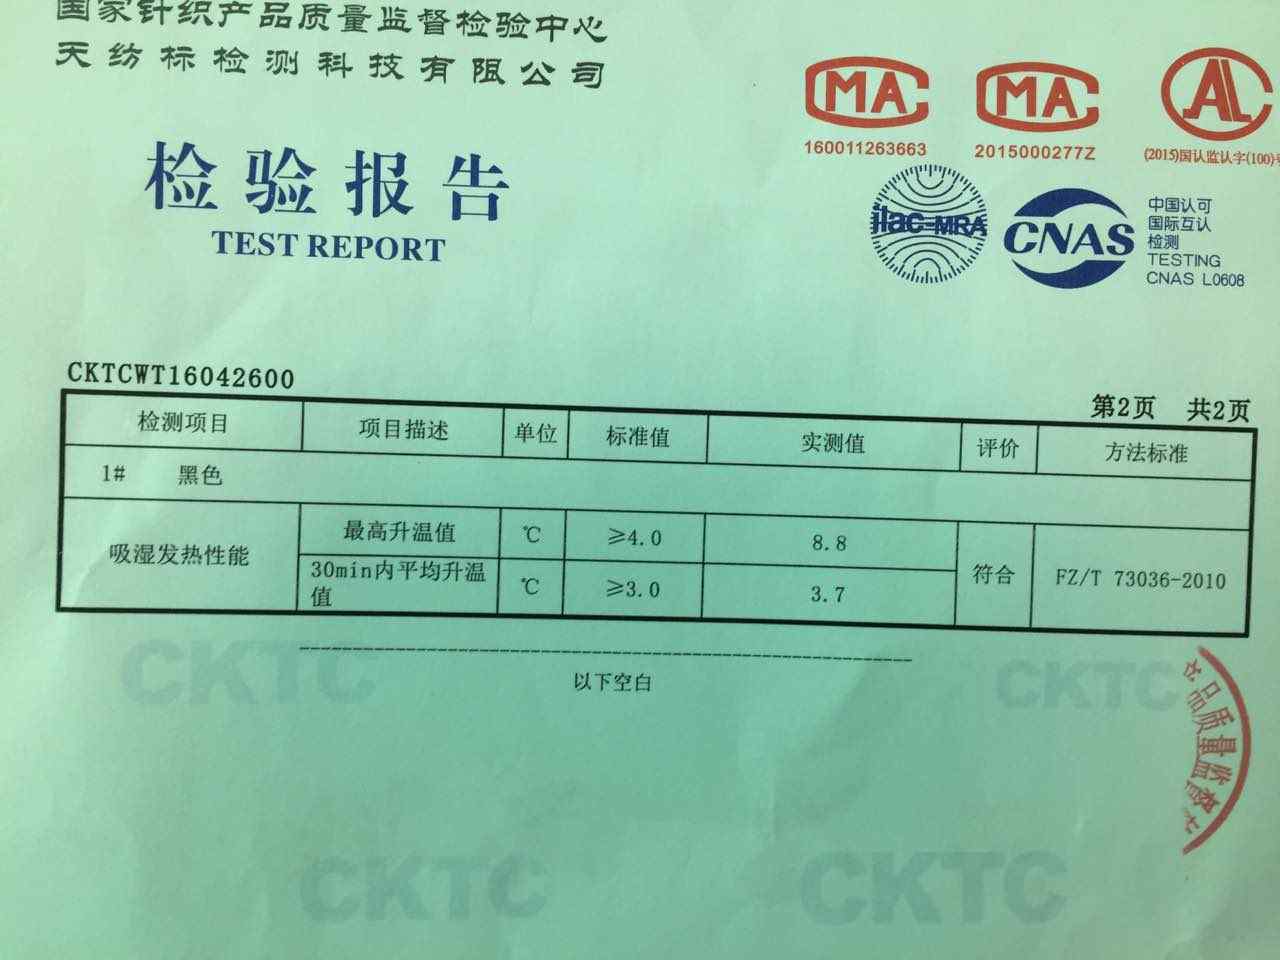 国家针织产品质量监督检验中心
天纺标检测科技有限公司
MA
160011263663
MA
2015000277Z
AL
(2015)国认监认字(100)号
检验报告
TEST REPORT
ilac-MRA
CNAS
中国认可
国际互认
检测
TESTING
CNAS L0608
CKTCWT16042600
第2页 共2页
检测项目 项目描述 单位 标准值 实测值 评价 方法标准
1# 黑色
吸湿发热性能 最高升温值 ℃ ≥4.0 8.8 符合 FZ/T 73036-2010
30min内平均升温
值 ℃ ≥3.0 3.7
以下空白
CKTC
CKTC
CKTC
CKTC
品质量监督